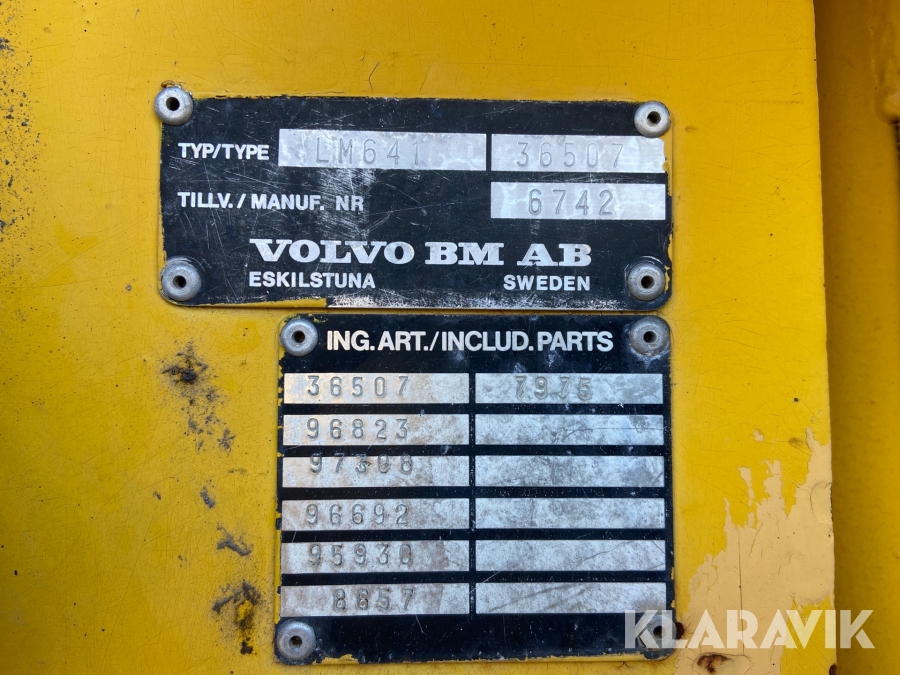 TYP/TYPE LM641 36507
TILLV./MANUF. NR 6742
VOLVO BM AB
ESKILSTUNA SWEDEN
ING.ART./INCLUD.PARTS
36507 7975
96823
97308
96692
95930
8657
KLARAVIK